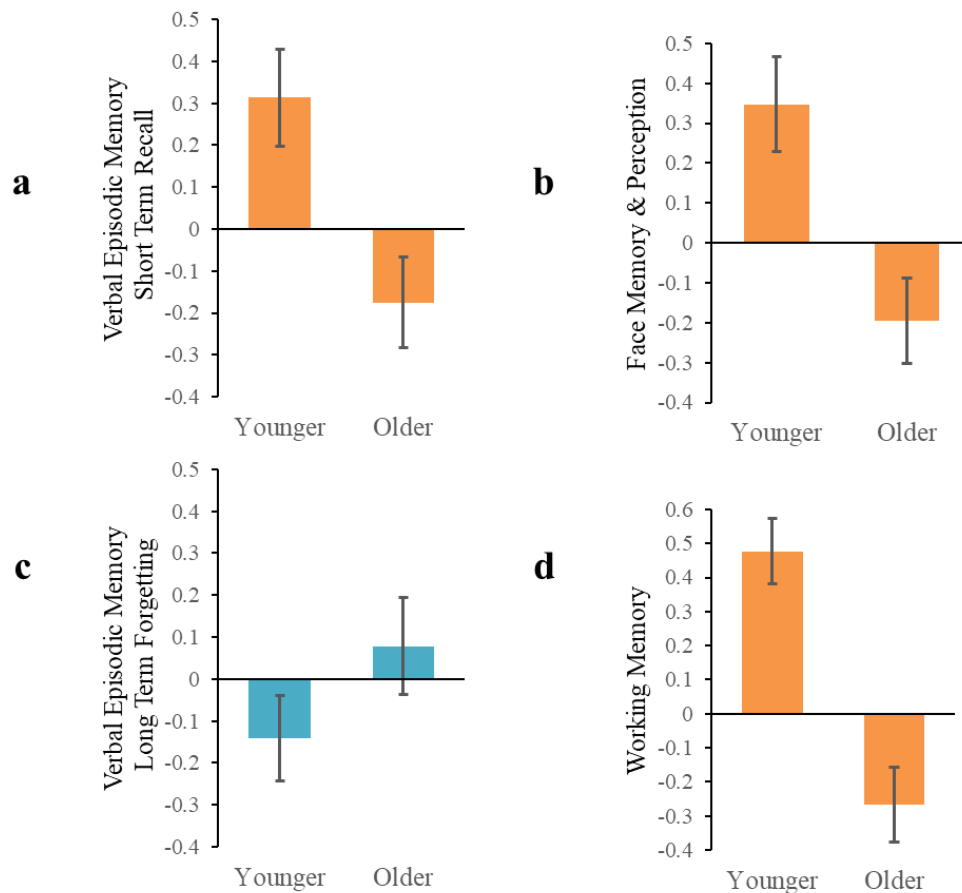 a
Verbal Episodic Memory
Short Term Recall
0.5
0.4
0.3
0.2
0.1
0
-0.1
-0.2
-0.3
-0.4
Younger Older
b
Face Memory & Perception
0.5
0.4
0.3
0.2
0.1
0
-0.1
-0.2
-0.3
-0.4
Younger Older
c
Verbal Episodic Memory
Long Term Forgetting
0.5
0.4
0.3
0.2
0.1
0
-0.1
-0.2
-0.3
-0.4
Younger Older
d
Working Memory
0.6
0.5
0.4
0.3
0.2
0.1
0
-0.1
-0.2
-0.3
-0.4
Younger Older